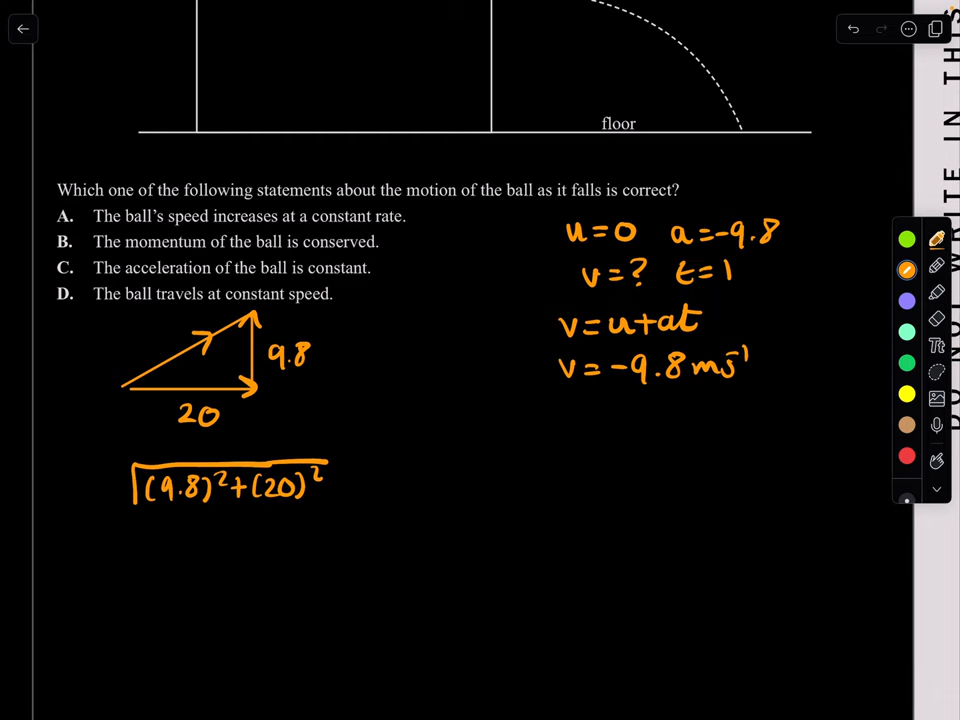 floor
Which one of the following statements about the motion of the ball as it falls is correct?
A. The ball's speed increases at a constant rate.
B. The momentum of the ball is conserved.
C. The acceleration of the ball is constant.
D. The ball travels at constant speed.
u = 0 a = -9.8
v = ? t = 1
v = u+at
v = -9.8 ms⁻¹
9.8
20
√(9.8)²+(20)²
DO NOT WRITE IN THIS
Tt